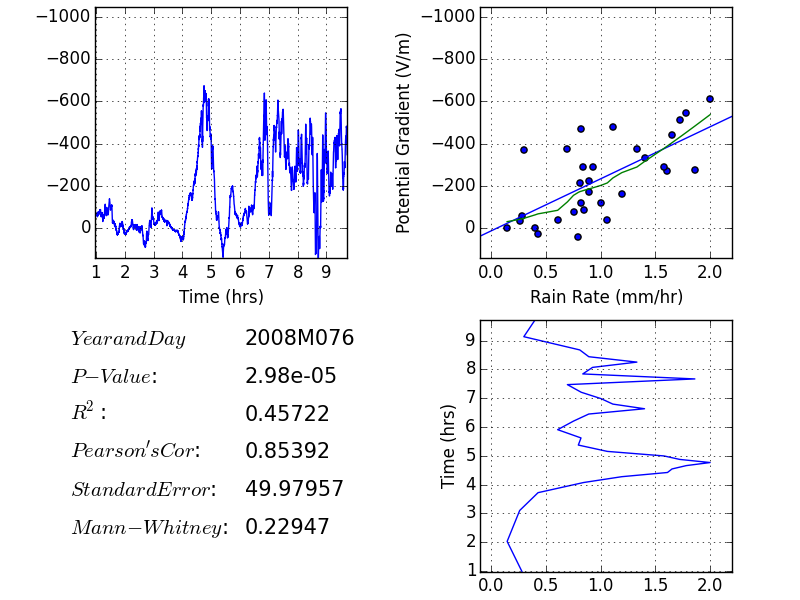 −1000
−800
−600
−400
−200
0
1 2 3 4 5 6 7 8 9
Time (hrs)
Potential Gradient (V/m)
−1000
−800
−600
−400
−200
0
0.0 0.5 1.0 1.5 2.0
Rain Rate (mm/hr)
YearandDay 2008M076
P−Value: 2.98e-05
R²: 0.45722
Pearson'sCor: 0.85392
StandardError: 49.97957
Mann−Whitney: 0.22947
Time (hrs)
9
8
7
6
5
4
3
2
1
0.0 0.5 1.0 1.5 2.0